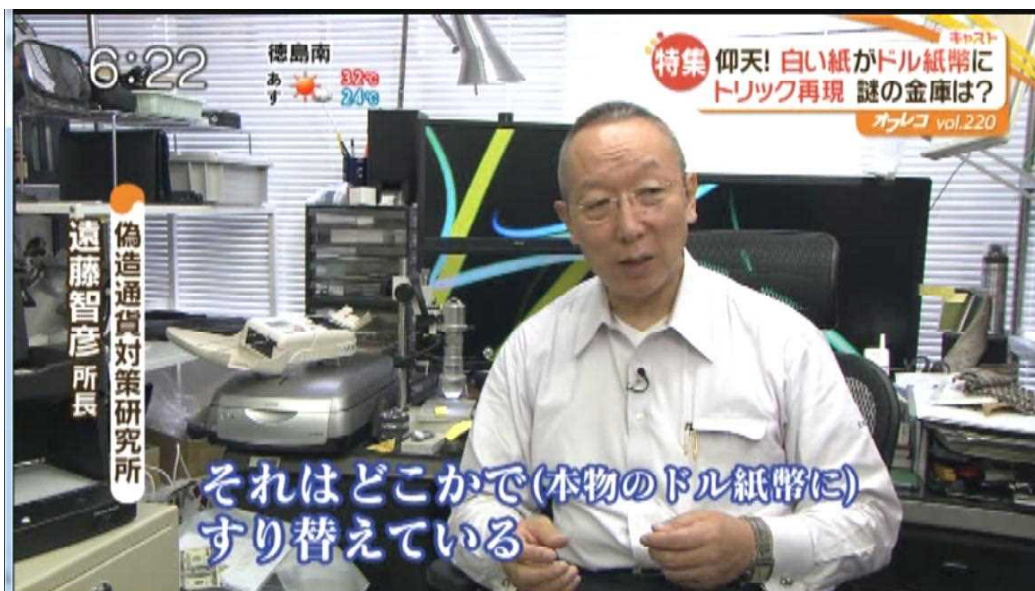 6:22
徳島南
あす
32℃
24℃
キャスト
特集
仰天! 白い紙がドル紙幣に
トリック再現 謎の金庫は?
オフレコ vol.220
偽造通貨対策研究所
遠藤智彦 所長
それはどこかで(本物のドル紙幣に)
すり替えている